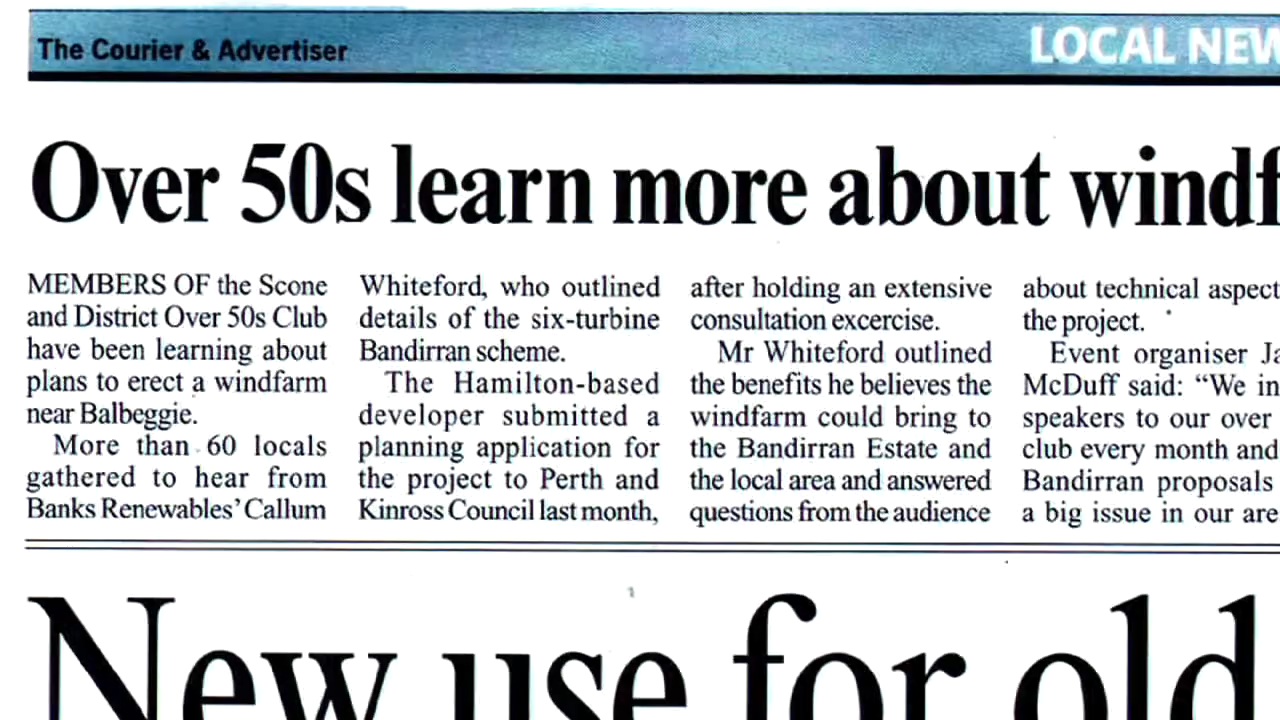 The Courier & Advertiser
LOCAL NEW
Over 50s learn more about windf
MEMBERS OF the Scone
and District Over 50s Club
have been learning about
plans to erect a windfarm
near Balbeggie.
More than 60 locals
gathered to hear from
Banks Renewables' Callum
Whiteford, who outlined
details of the six-turbine
Bandirran scheme.
The Hamilton-based
developer submitted a
planning application for
the project to Perth and
Kinross Council last month,
after holding an extensive
consultation excercise.
Mr Whiteford outlined
the benefits he believes the
windfarm could bring to
the Bandirran Estate and
the local area and answered
questions from the audience
about technical aspect
the project.
Event organiser Ja
McDuff said: “We in
speakers to our over
club every month and
Bandirran proposals
a big issue in our are
New use for old